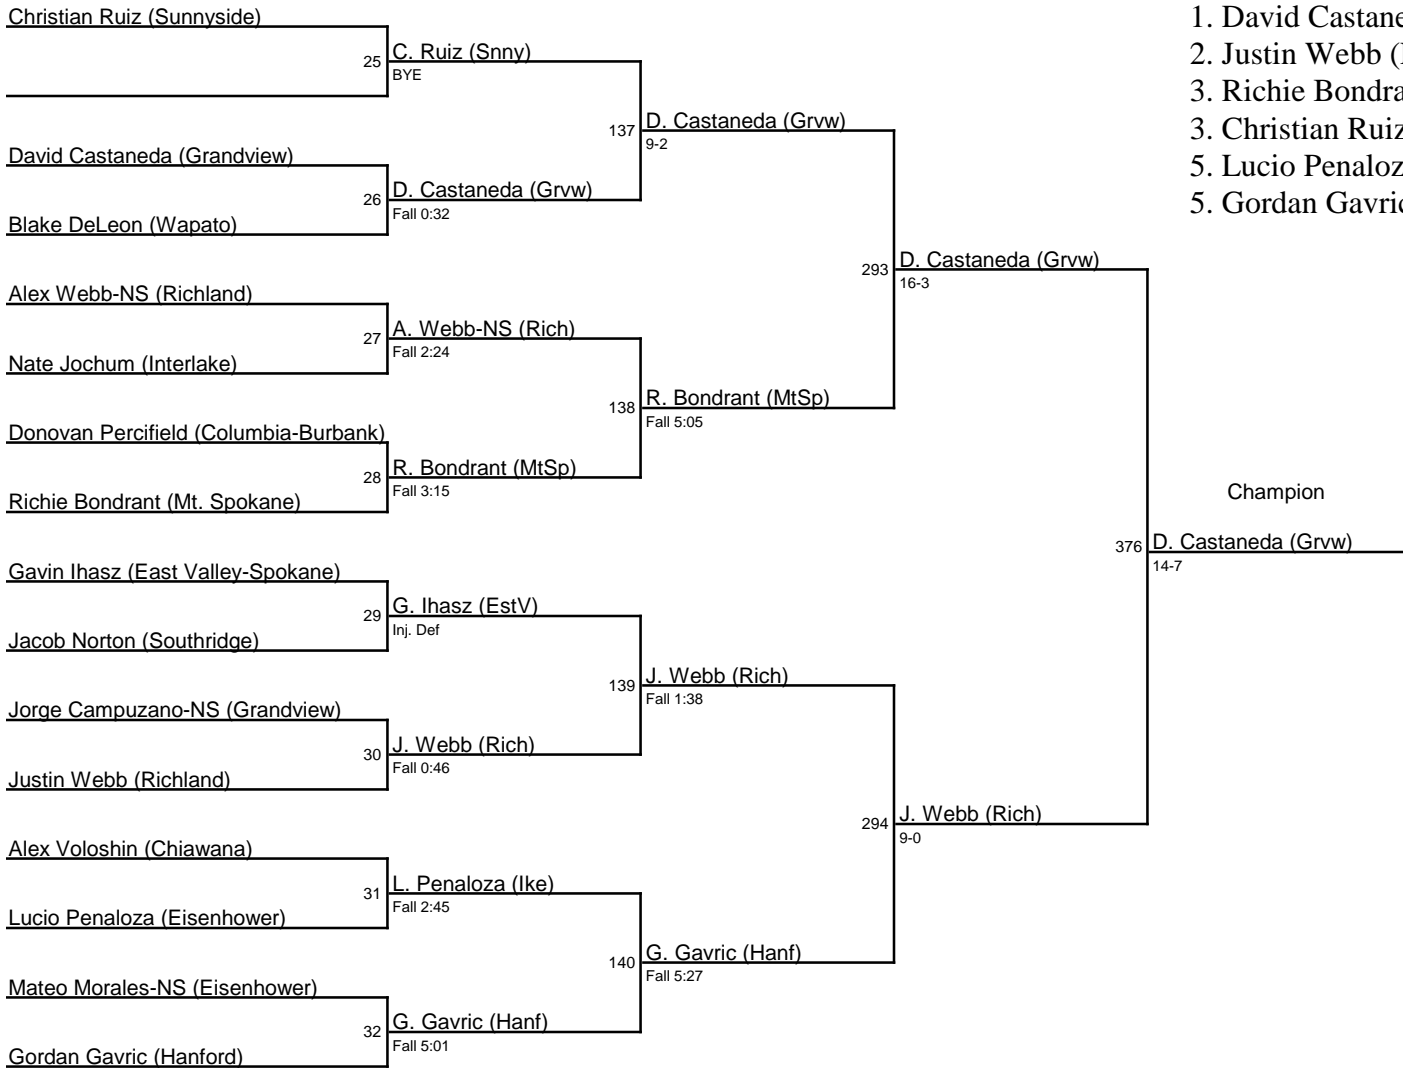 Christian Ruiz (Sunnyside)
25
C. Ruiz (Snny)
BYE
137
D. Castaneda (Grvw)
9-2
David Castaneda (Grandview)
26
D. Castaneda (Grvw)
Fall 0:32
Blake DeLeon (Wapato)
293
D. Castaneda (Grvw)
16-3
Alex Webb-NS (Richland)
27
A. Webb-NS (Rich)
Fall 2:24
Nate Jochum (Interlake)
138
R. Bondrant (MtSp)
Fall 5:05
Donovan Percifield (Columbia-Burbank)
28
R. Bondrant (MtSp)
Fall 3:15
Richie Bondrant (Mt. Spokane)
Champion
376
D. Castaneda (Grvw)
14-7
Gavin Ihasz (East Valley-Spokane)
29
G. Ihasz (EstV)
Inj. Def
Jacob Norton (Southridge)
139
J. Webb (Rich)
Fall 1:38
Jorge Campuzano-NS (Grandview)
30
J. Webb (Rich)
Fall 0:46
Justin Webb (Richland)
294
J. Webb (Rich)
9-0
Alex Voloshin (Chiawana)
31
L. Penaloza (Ike)
Fall 2:45
Lucio Penaloza (Eisenhower)
140
G. Gavric (Hanf)
Fall 5:27
Mateo Morales-NS (Eisenhower)
32
G. Gavric (Hanf)
Fall 5:01
Gordan Gavric (Hanford)
1. David Castane
2. Justin Webb (
3. Richie Bondra
3. Christian Ruiz
5. Lucio Penaloz
5. Gordan Gavric